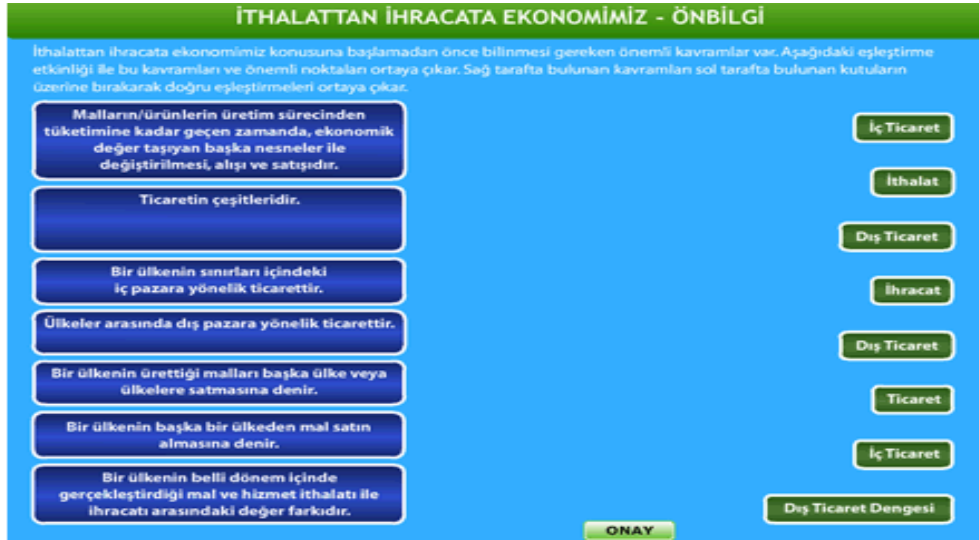 İTHALATTAN İHRACATA EKONOMİMİZ - ÖNBİLGİ
İthalattan ihracata ekonomimiz konusuna başlamadan önce bilinmesi gereken önemli kavramlar var. Aşağıdaki eşleştirme
etkinliği ile bu kavramları ve önemli noktaları ortaya çıkar. Sağ tarafta bulunan kavramları sol tarafta bulunan kutuların
üzerine bırakarak doğru eşleştirmeleri ortaya çıkar.
Malların/ürünlerin üretim sürecinden
tüketimine kadar geçen zamanda, ekonomik
değer taşıyan başka nesneler ile
değiştirilmesi, alışı ve satışıdır.
Ticaretin çeşitleridir.
Bir ülkenin sınırları içindeki
iç pazara yönelik ticarettir.
Ülkeler arasında dış pazara yönelik ticarettir.
Bir ülkenin ürettiği malları başka ülke veya
ülkelere satmasına denir.
Bir ülkenin başka bir ülkeden mal satın
almasına denir.
Bir ülkenin belli dönem içinde
gerçekleştirdiği mal ve hizmet ithalatı ile
ihracatı arasındaki değer farkıdır.
İç Ticaret
İthalat
Dış Ticaret
İhracat
Dış Ticaret
Ticaret
İç Ticaret
Dış Ticaret Dengesi
ONAY